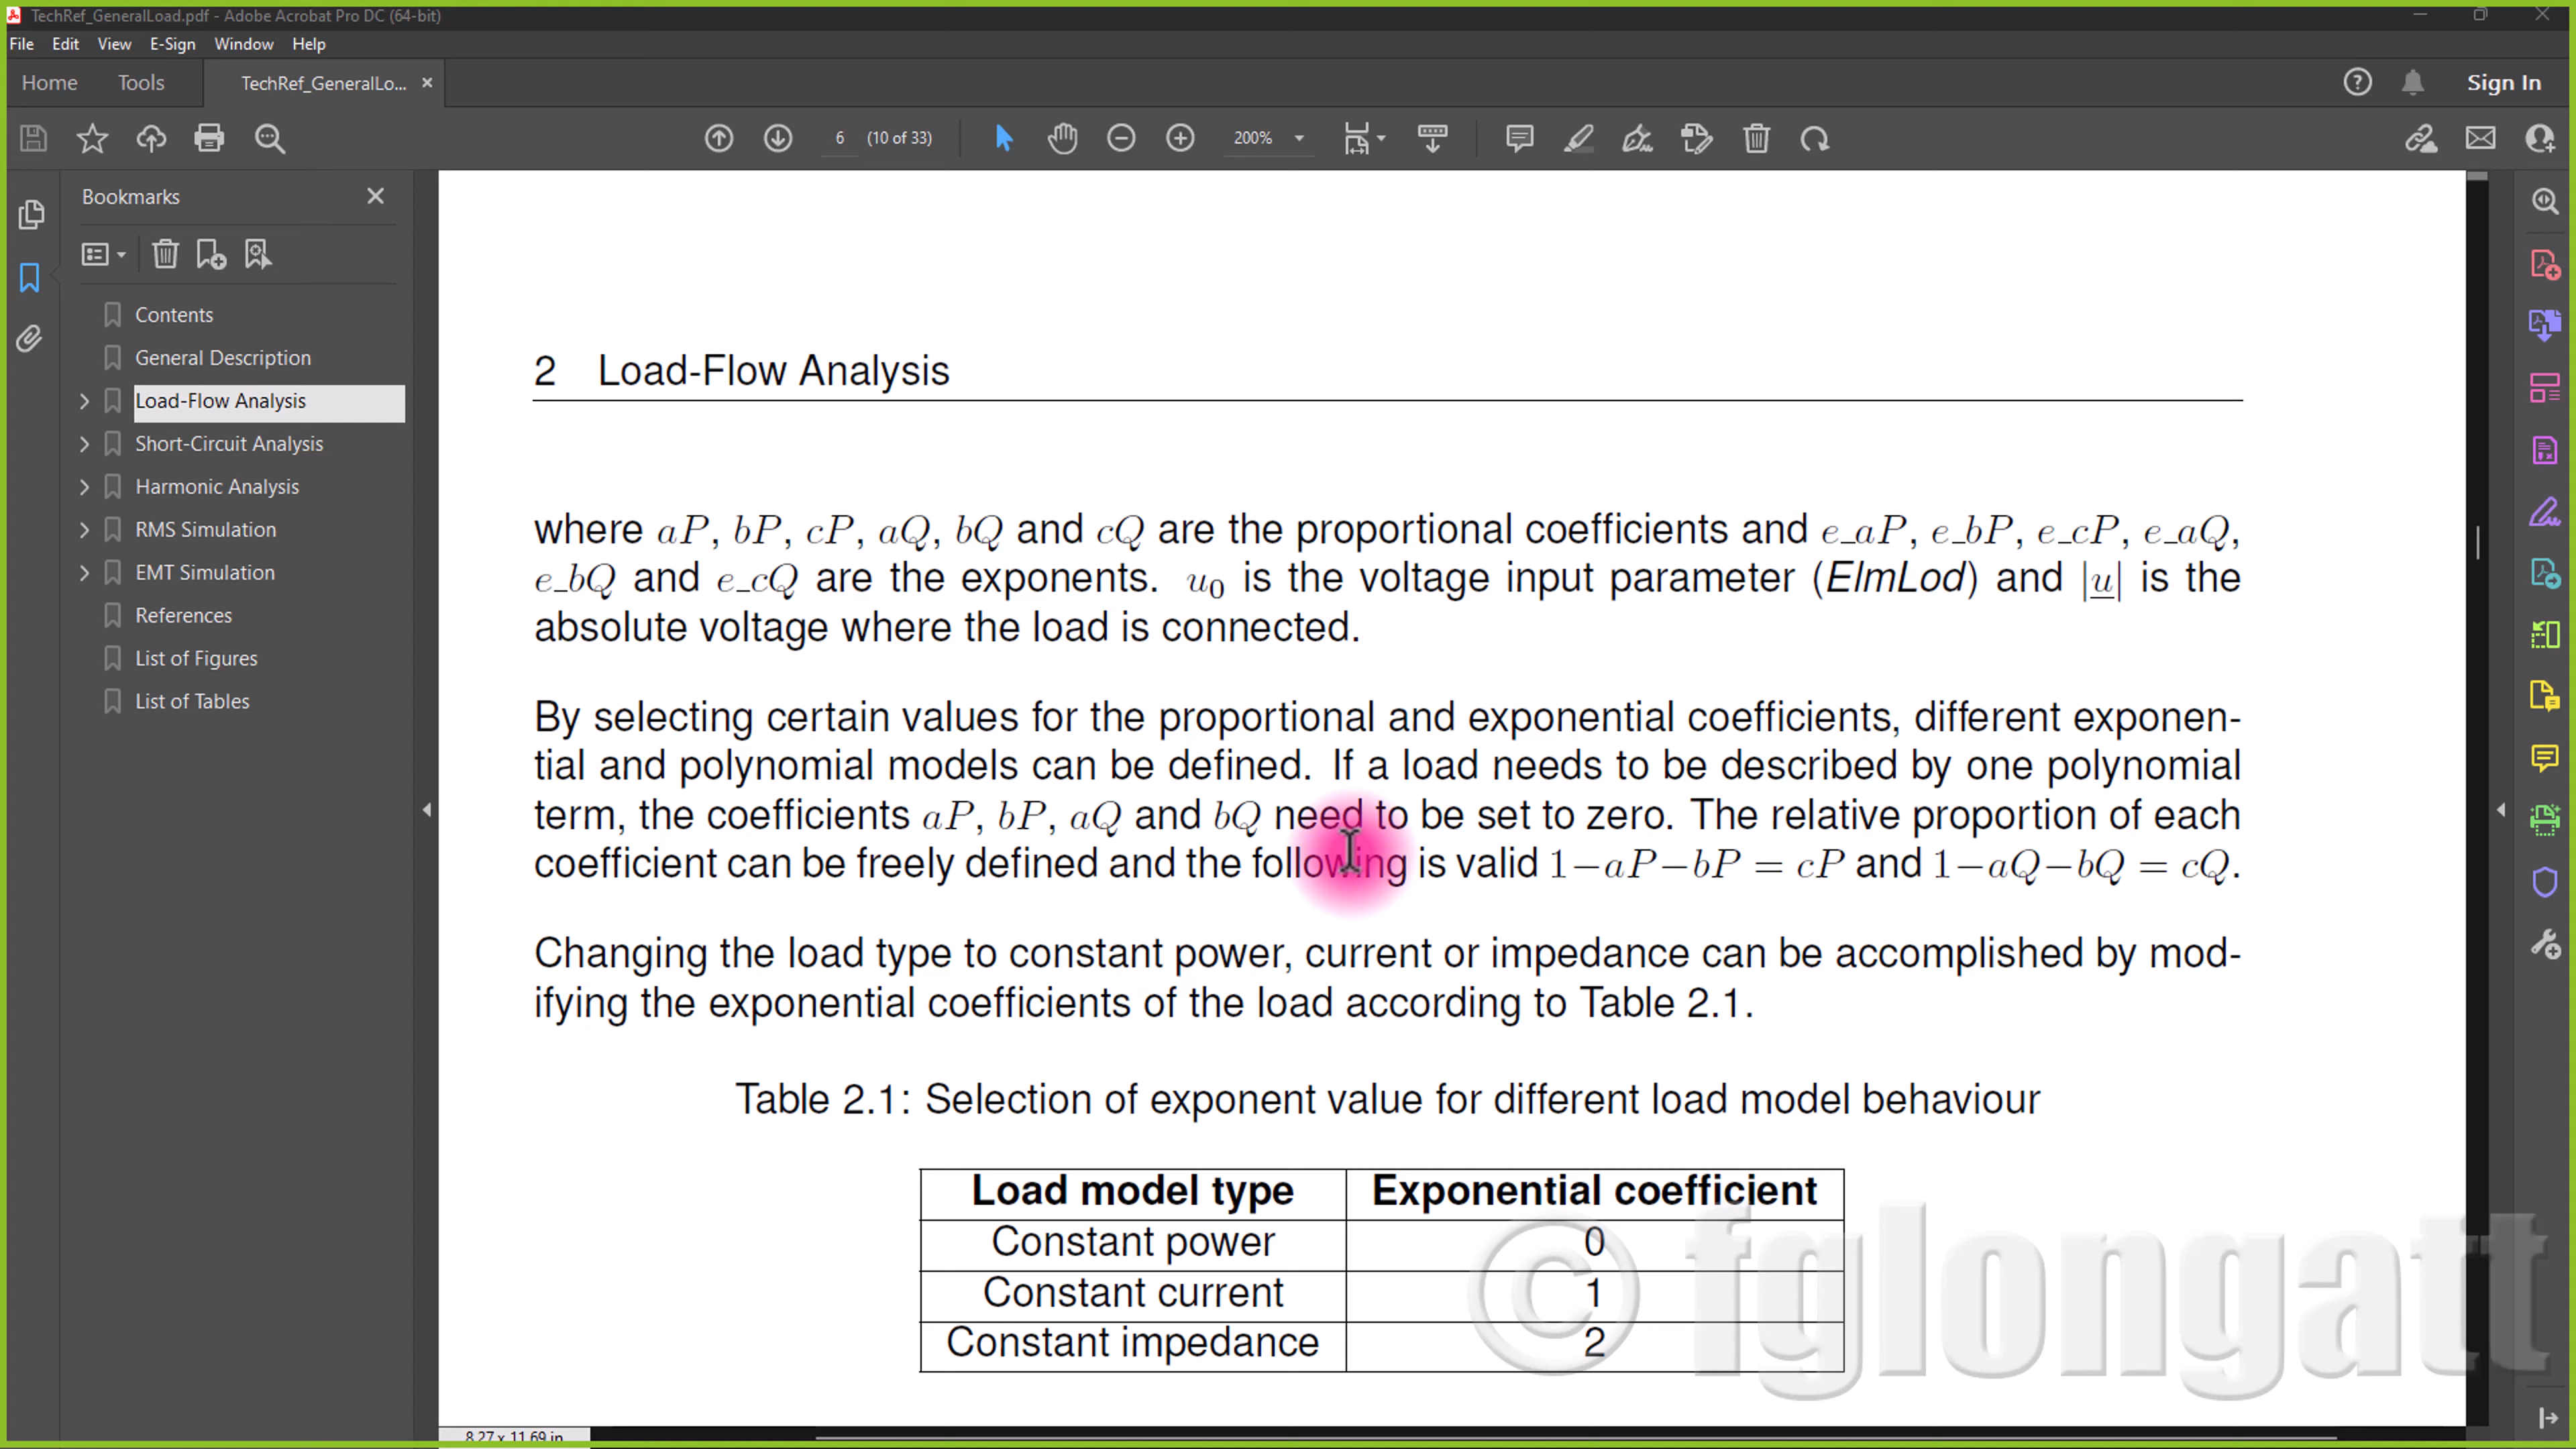 TechRef_GeneralLoad.pdf - Adobe Acrobat Pro DC (64-bit)
File Edit View E-Sign Window Help
Home Tools TechRef_GeneralLo... × Sign In
6 (10 of 33) 200%
Bookmarks
Contents
General Description
Load-Flow Analysis
Short-Circuit Analysis
Harmonic Analysis
RMS Simulation
EMT Simulation
References
List of Figures
List of Tables
2 Load-Flow Analysis
where aP, bP, cP, aQ, bQ and cQ are the proportional coefficients and e_aP, e_bP, e_cP, e_aQ,
e_bQ and e_cQ are the exponents. u₀ is the voltage input parameter (ElmLod) and |u| is the
absolute voltage where the load is connected.
By selecting certain values for the proportional and exponential coefficients, different exponen-
tial and polynomial models can be defined. If a load needs to be described by one polynomial
term, the coefficients aP, bP, aQ and bQ need to be set to zero. The relative proportion of each
coefficient can be freely defined and the following is valid 1−aP−bP = cP and 1−aQ−bQ = cQ.
Changing the load type to constant power, current or impedance can be accomplished by mod-
ifying the exponential coefficients of the load according to Table 2.1.
Table 2.1: Selection of exponent value for different load model behaviour
Load model type Exponential coefficient
Constant power 0
Constant current 1
Constant impedance 2
© fglongatt
8.27 x 11.69 in